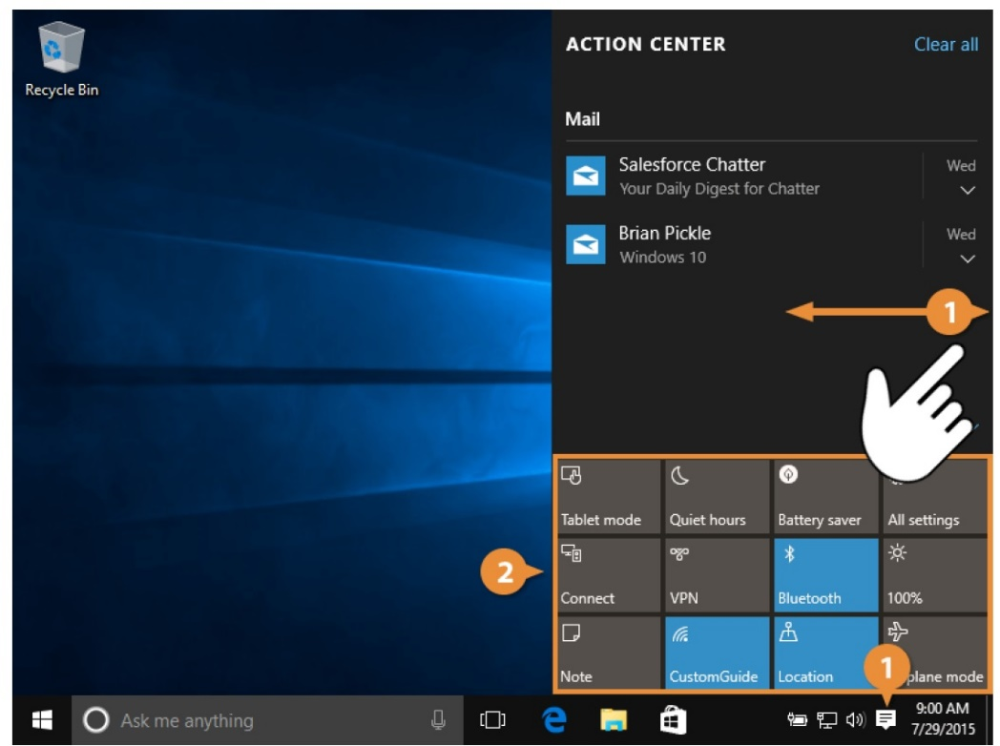 Recycle Bin
ACTION CENTER
Clear all
Mail
Salesforce Chatter
Wed
Your Daily Digest for Chatter
Brian Pickle
Wed
Windows 10
1
Tablet mode
Quiet hours
Battery saver
All settings
2
Connect
VPN
Bluetooth
100%
Note
CustomGuide
Location
1
plane mode
Ask me anything
9:00 AM
7/29/2015